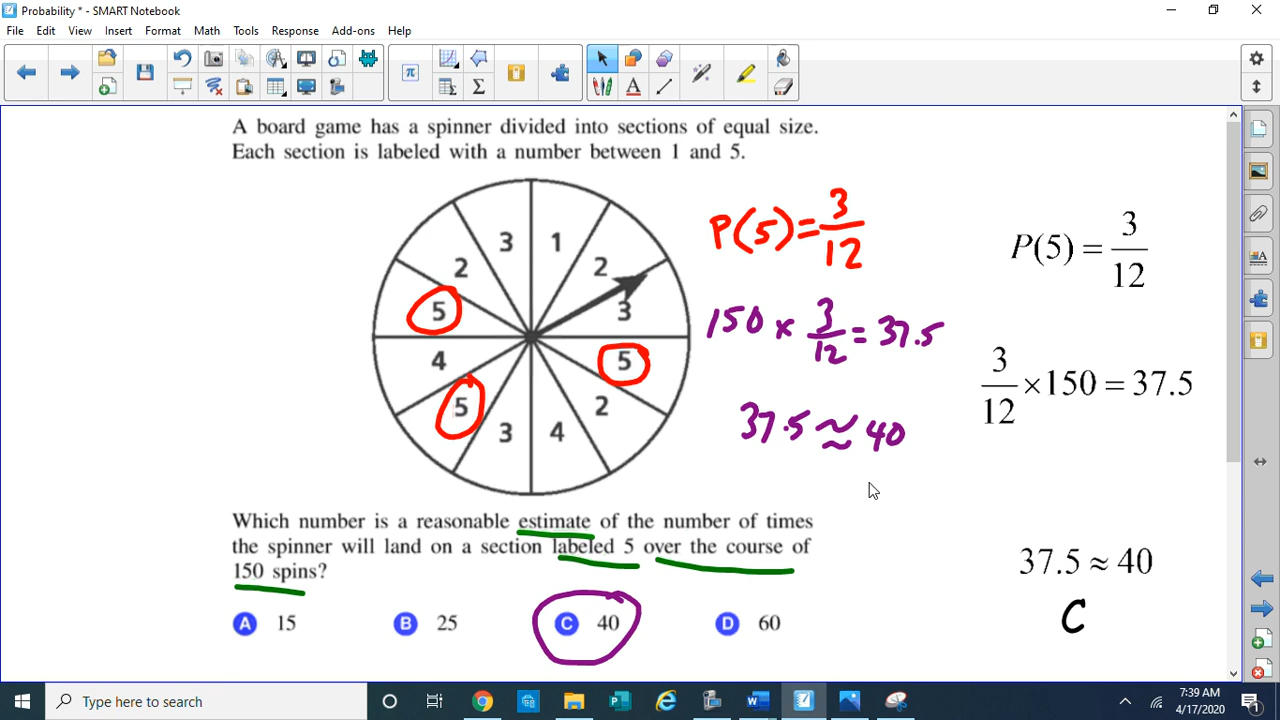 Probability * - SMART Notebook
File Edit View Insert Format Math Tools Response Add-ons Help
A board game has a spinner divided into sections of equal size.
Each section is labeled with a number between 1 and 5.
3 1
2 2
5 3
4 5
5 2
3 4
P(5)=3/12
150 x 3/12 = 37.5
37.5 ≈ 40
P(5) = 3/12
3/12 × 150 = 37.5
37.5 ≈ 40
C
Which number is a reasonable estimate of the number of times
the spinner will land on a section labeled 5 over the course of
150 spins?
A 15 B 25 C 40 D 60
Type here to search
7:39 AM
4/17/2020